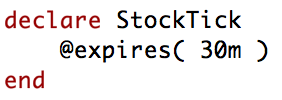 declare StockTick
    @expires( 30m )
end